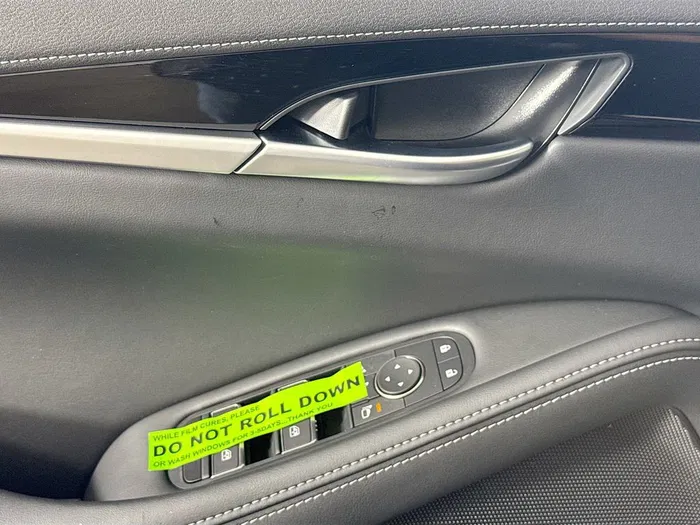 WHILE FILM CURES, PLEASE
DO NOT ROLL DOWN
OR WASH WINDOWS FOR 3-5DAYS... THANK YOU